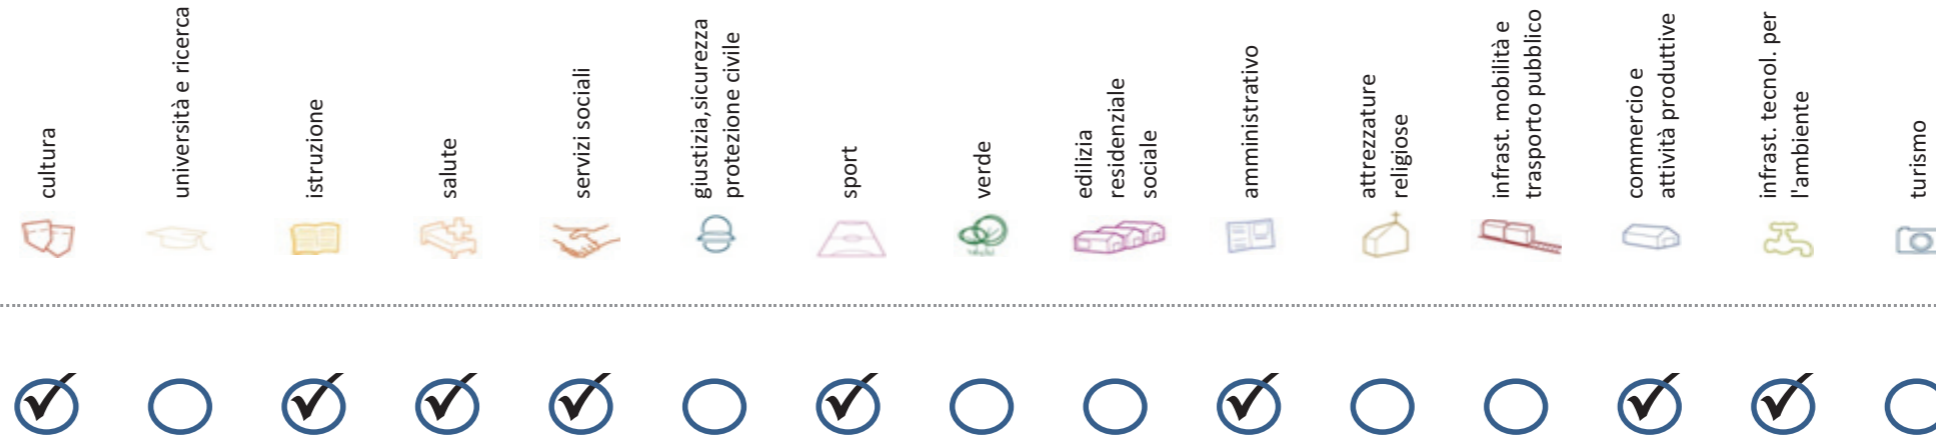 cultura
università e ricerca
istruzione
salute
servizi sociali
giustizia,sicurezza
protezione civile
sport
verde
edilizia
residenziale
sociale
amministrativo
attrezzature
religiose
infrast. mobilità e
trasporto pubblico
commercio e
attività produttive
infrast. tecnol. per
l'ambiente
turismo